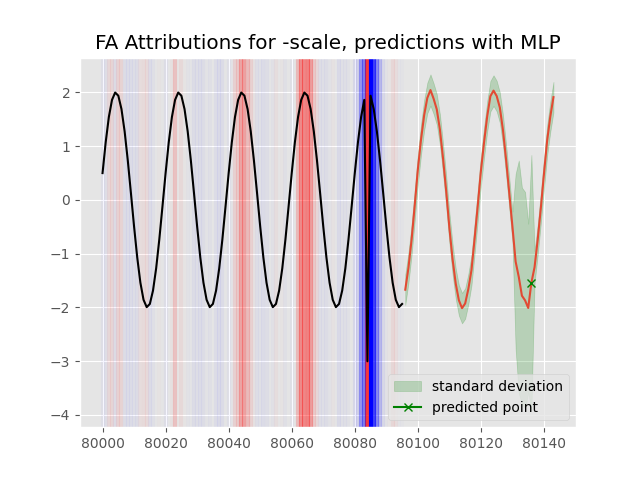 FA Attributions for -scale, predictions with MLP
2
1
0
−1
−2
−3
−4
standard deviation
predicted point
80000 80020 80040 80060 80080 80100 80120 80140